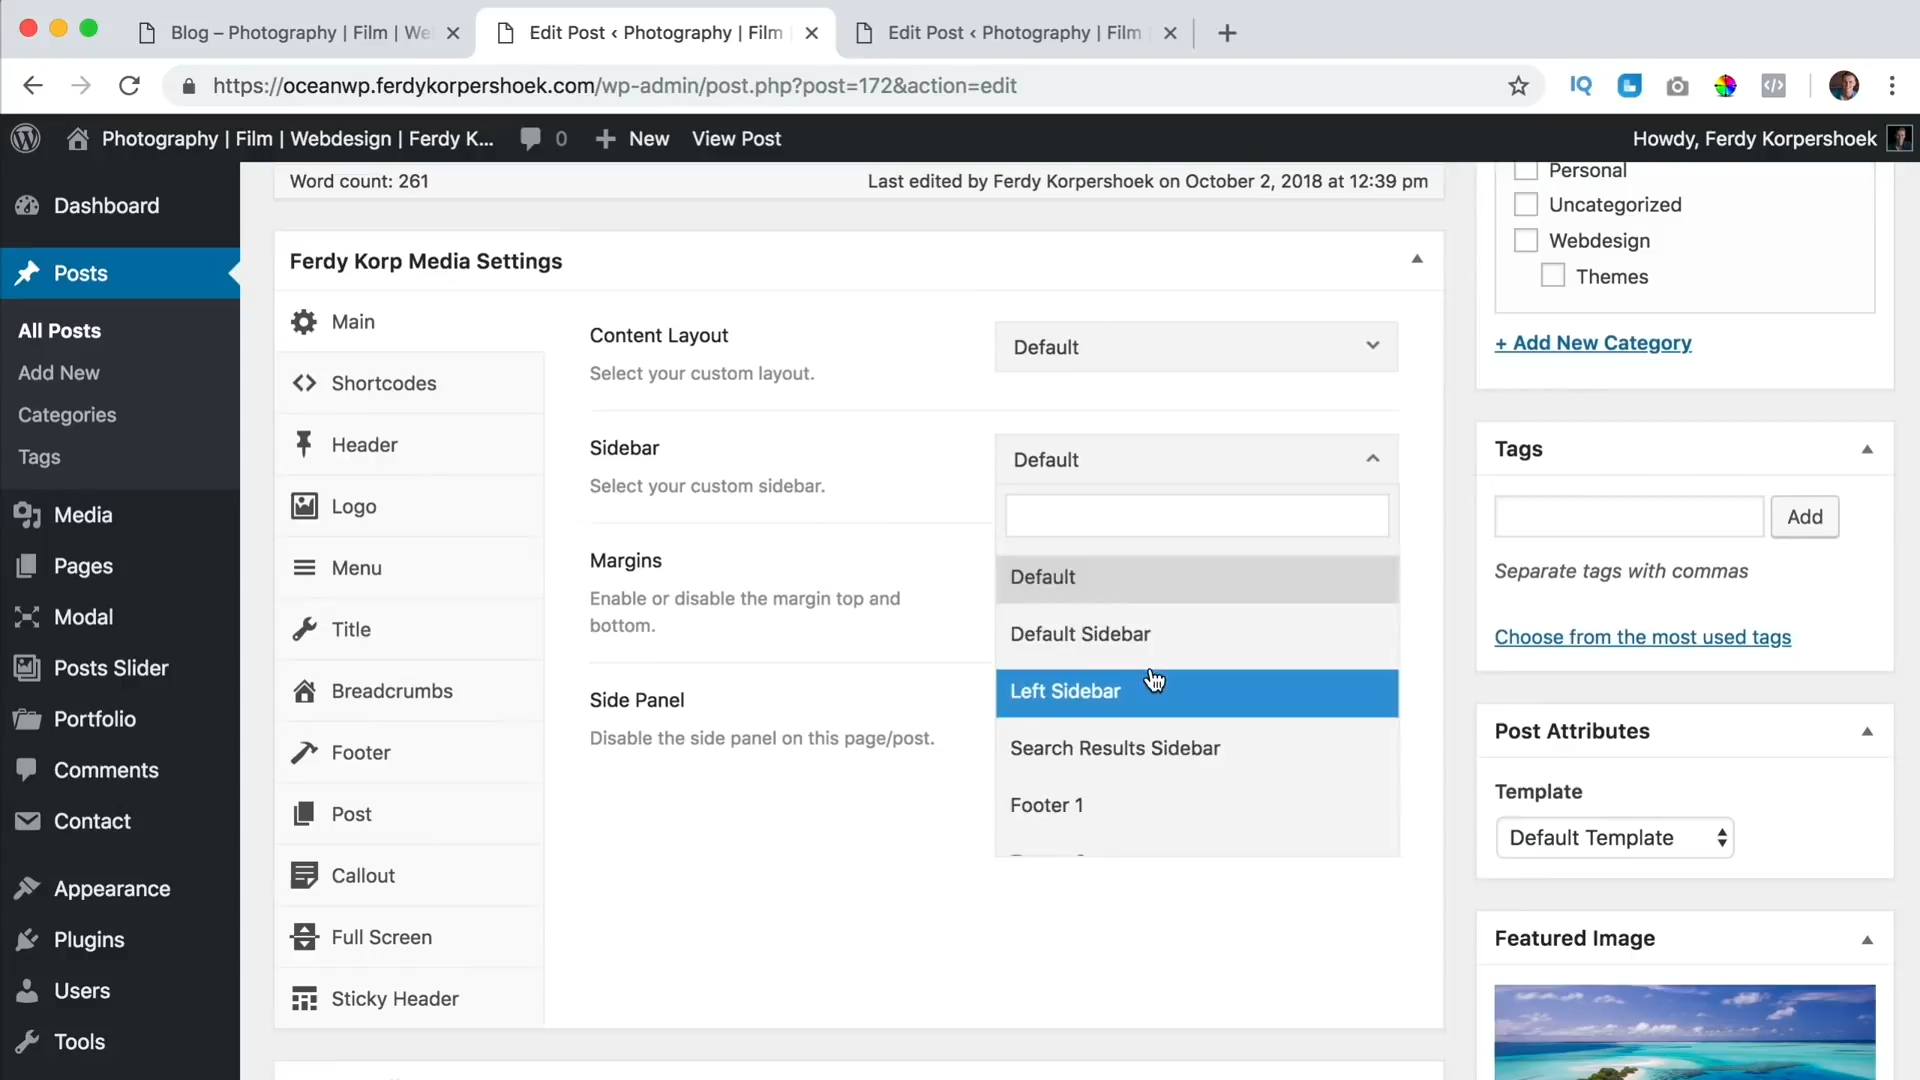 Blog – Photography | Film | We
Edit Post ‹ Photography | Film
Edit Post ‹ Photography | Film
https://oceanwp.ferdykorpershoek.com/wp-admin/post.php?post=172&action=edit
IQ
Photography | Film | Webdesign | Ferdy K...
0
New
View Post
Howdy, Ferdy Korpershoek
Dashboard
Posts
All Posts
Add New
Categories
Tags
Media
Pages
Modal
Posts Slider
Portfolio
Comments
Contact
Appearance
Plugins
Users
Tools
Word count: 261
Last edited by Ferdy Korpershoek on October 2, 2018 at 12:39 pm
Ferdy Korp Media Settings
Main
Shortcodes
Header
Logo
Menu
Title
Breadcrumbs
Footer
Post
Callout
Full Screen
Sticky Header
Content Layout
Select your custom layout.
Default
Sidebar
Select your custom sidebar.
Default
Default
Default Sidebar
Left Sidebar
Search Results Sidebar
Footer 1
Margins
Enable or disable the margin top and
bottom.
Side Panel
Disable the side panel on this page/post.
Personal
Uncategorized
Webdesign
Themes
+ Add New Category
Tags
Add
Separate tags with commas
Choose from the most used tags
Post Attributes
Template
Default Template
Featured Image